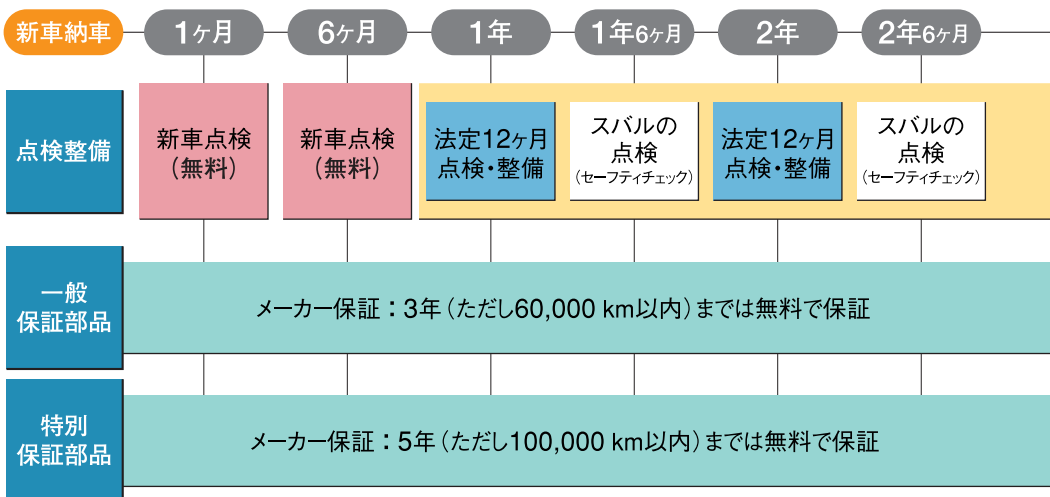 新車納車 1ヶ月 6ヶ月 1年 1年6ヶ月 2年 2年6ヶ月
点検整備
新車点検
(無料)
新車点検
(無料)
法定12ヶ月
点検・整備
スバルの
点検
(セーフティチェック)
法定12ヶ月
点検・整備
スバルの
点検
(セーフティチェック)
一般
保証部品
メーカー保証：3年(ただし60,000 km以内)までは無料で保証
特別
保証部品
メーカー保証：5年(ただし100,000 km以内)までは無料で保証